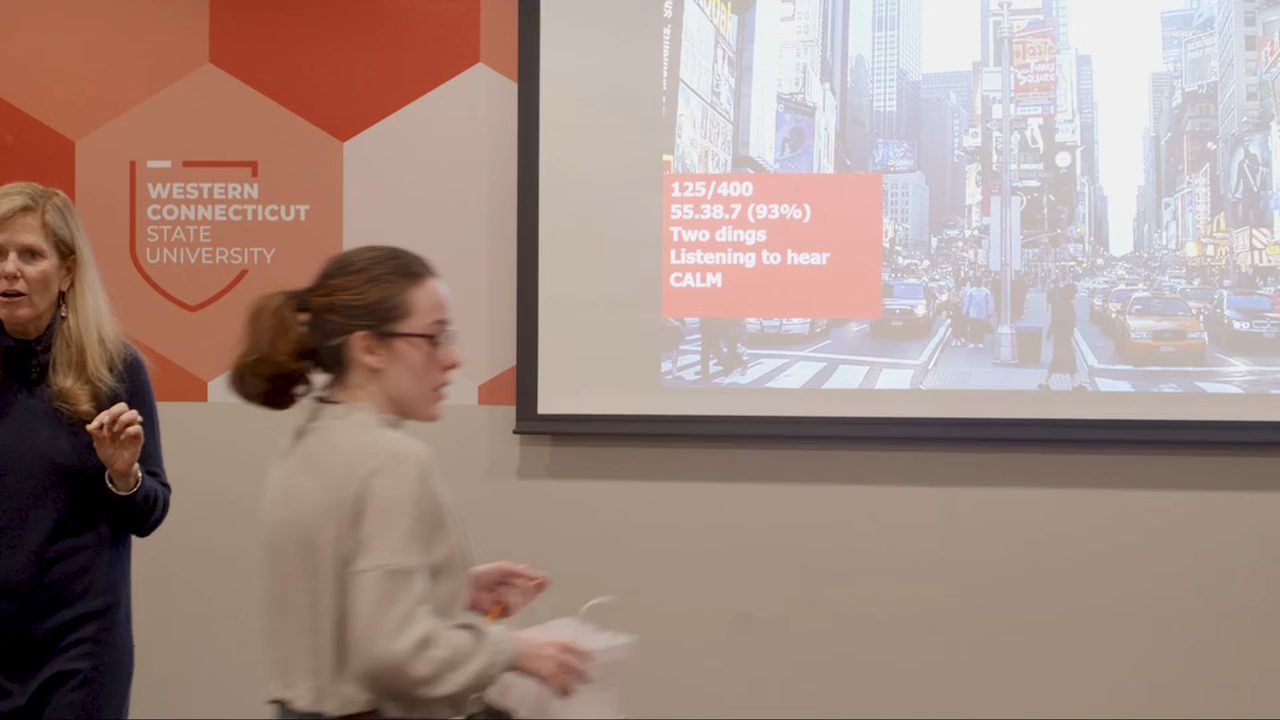 WESTERN
CONNECTICUT
STATE
UNIVERSITY
125/400
55.38.7 (93%)
Two dings
Listening to hear
CALM